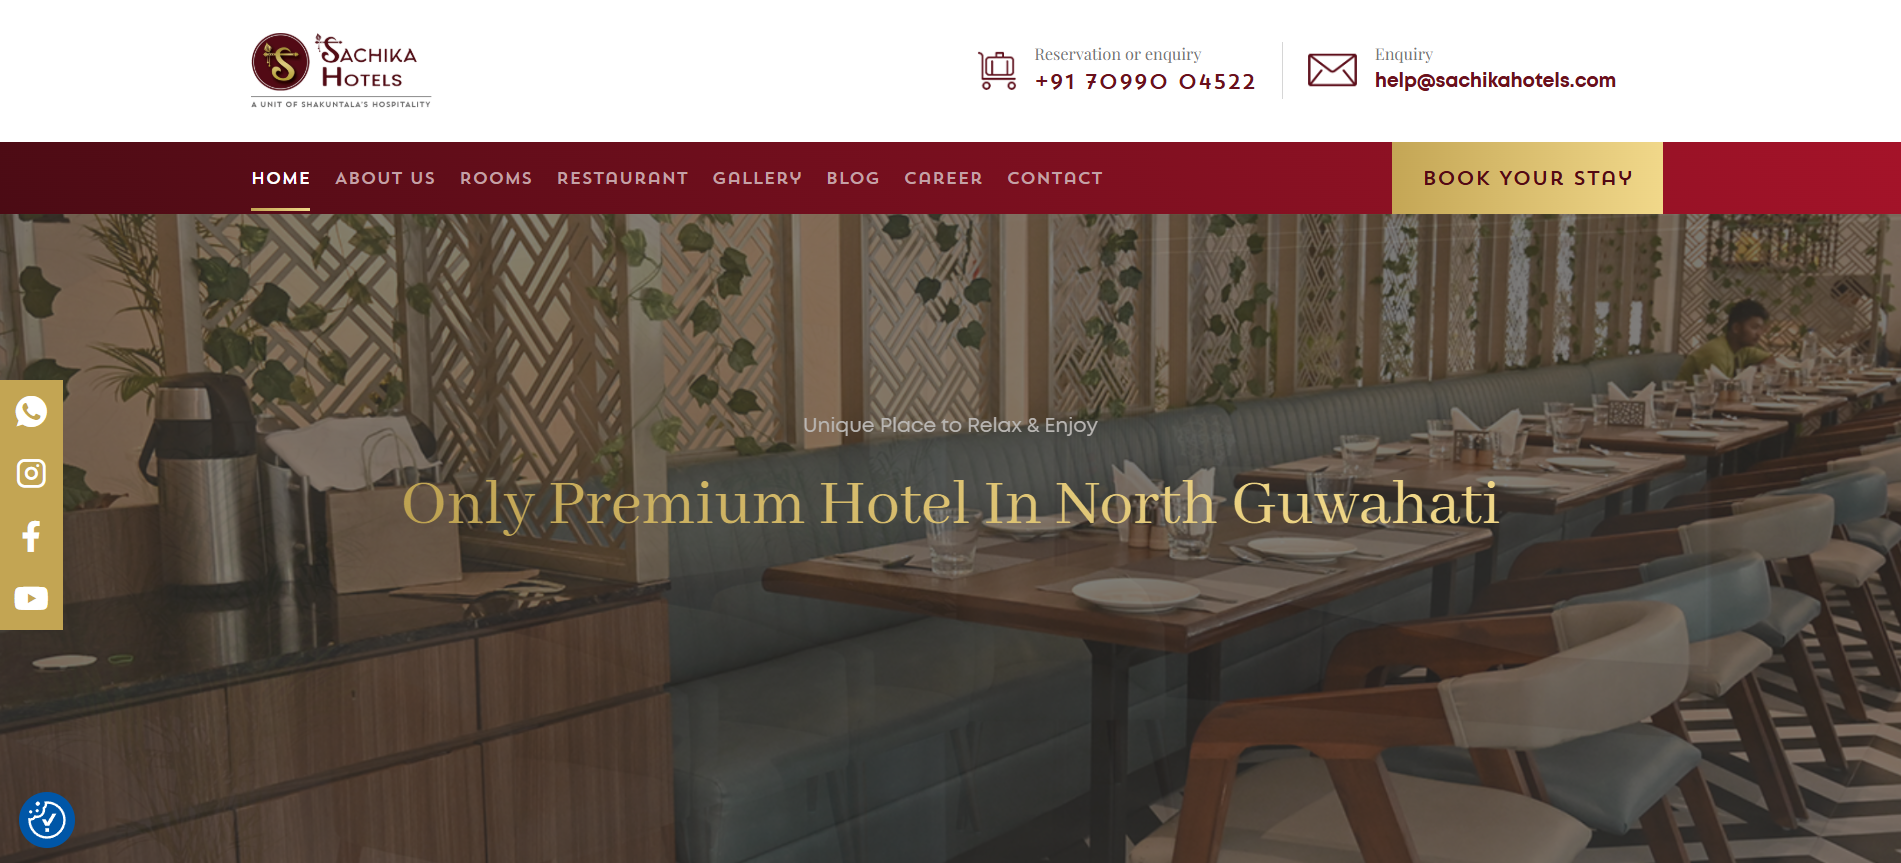 SACHIKA
HOTELS
A UNIT OF SHAKUNTALA'S HOSPITALITY
Reservation or enquiry
+91 70990 04522
Enquiry
help@sachikahotels.com
HOME ABOUT US ROOMS RESTAURANT GALLERY BLOG CAREER CONTACT
BOOK YOUR STAY
Unique Place to Relax & Enjoy
Only Premium Hotel In North Guwahati